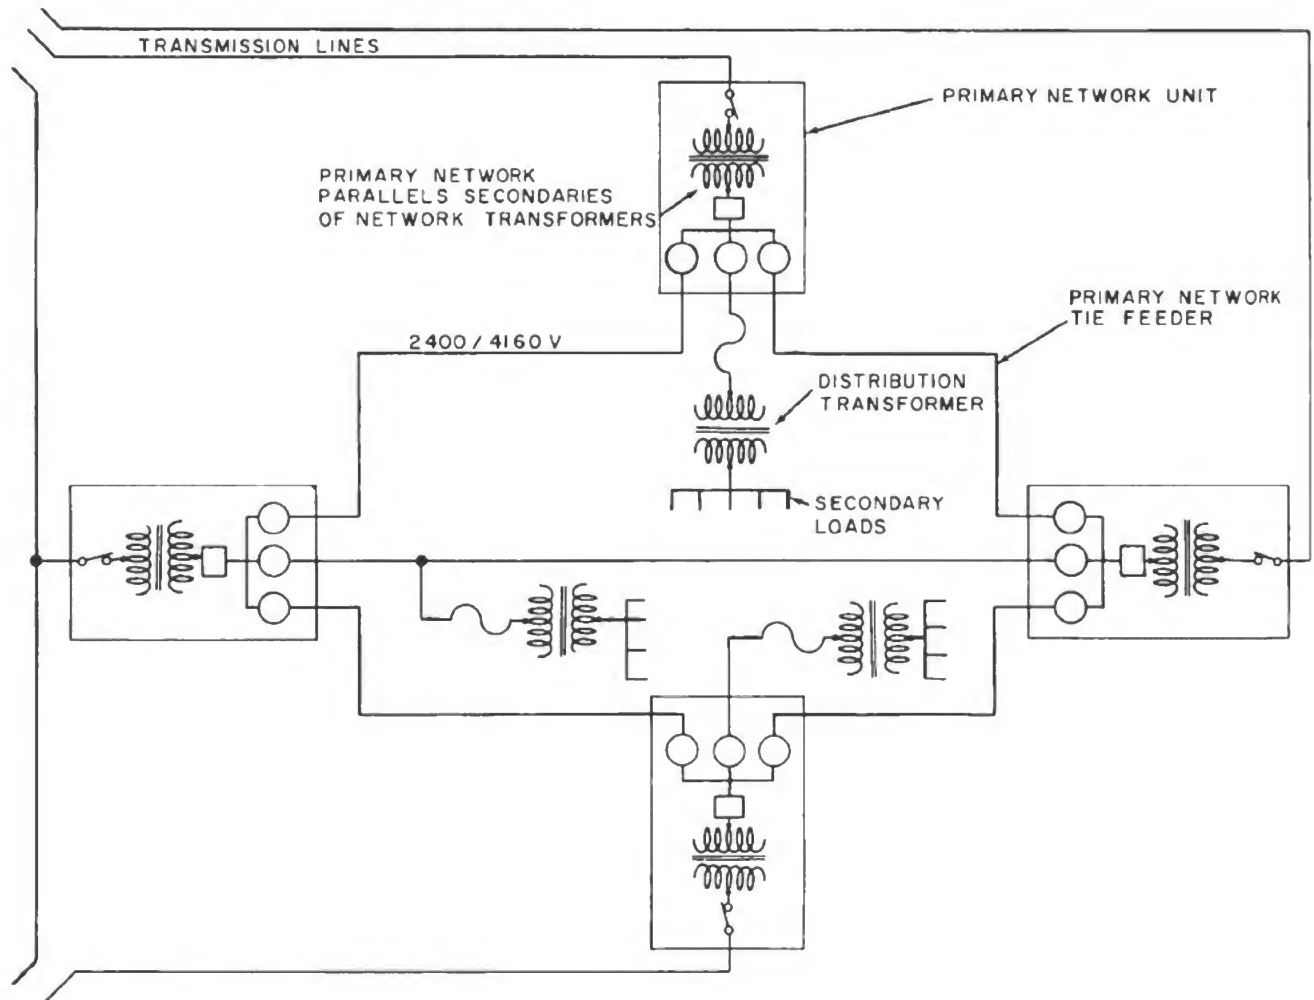 TRANSMISSION LINES
PRIMARY NETWORK UNIT
PRIMARY NETWORK
PARALLELS SECONDARIES
OF NETWORK TRANSFORMERS
PRIMARY NETWORK
TIE FEEDER
2400 / 4160 V
DISTRIBUTION
TRANSFORMER
SECONDARY
LOADS